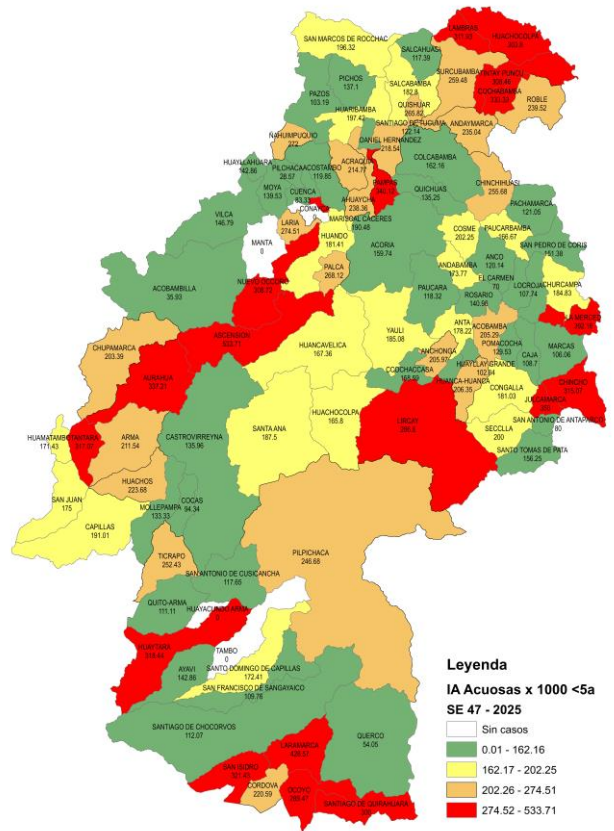 SAN MARCOS DE ROCCHAC
196.32
SALCAHUASI
117.39
HUACHOCOLPA
SURCUBAMBA
259.48
PICHOS
137.1
PAZOS
103.19
SALCABAMBA
182.8
QUISHUAR
265.82
ROBLE
239.52
HUARIBAMBA
197.42
ANDAYMARCA
235.04
ÑAHUIMPUQUIO
272
DANIEL HERNANDEZ
218.54
COLCABAMBA
162.16
ACRAQUIA
214.77
HUAYLLAHUARA
142.86
PILCHACA
28.57
ACOSTAMBO
119.85
CHINCHIHUASI
255.68
MOYA
139.53
CUENCA
83.33
AHUAYCHA
238.36
QUICHUAS
135.25
PACHAMARCA
121.05
VILCA
146.79
LARIA
274.51
MARISCAL CACERES
190.48
HUANDO
181.41
MANTA
0
ACORIA
159.74
COSME
202.25
PAUCARBAMBA
166.67
SAN PEDRO DE CORIS
151.38
ANCO
120.14
ANDABAMBA
173.77
PALCA
268.12
EL CARMEN
70
ACOBAMBILLA
35.93
PAUCARA
118.32
ROSARIO
140.95
LOCROJA
107.74
CHURCAMPA
184.83
LA MERCED
NUEVO OCCORO
ASCENSION
533.71
YAULI
185.08
ANTA
178.22
ACOBAMBA
205.29
CHUPAMARCA
203.39
HUANCAVELICA
167.36
ANCHONGA
205.97
POMACOCHA
129.53
CAJA
108.7
MARCAS
106.06
AURAHUA
337.21
CCOCHACCASA
HUAYLLAY GRANDE
102.94
HUANCA-HUANCA
206.35
CONGALLA
181.03
CHINCHO
JULCAMARCA
HUACHOCOLPA
165.8
LIRCAY
SECCLLA
200
SAN ANTONIO DE ANTAPARCO
80
SANTO TOMAS DE PATA
156.25
HUAMATAMBO
171.43
TANTARA
ARMA
211.54
CASTROVIRREYNA
135.96
SANTA ANA
187.5
HUACHOS
223.68
SAN JUAN
175
COCAS
94.34
MOLLEPAMPA
133.33
CAPILLAS
191.01
TICRAPO
252.43
PILPICHACA
246.68
SAN ANTONIO DE CUSICANCHA
117.65
QUITO-ARMA
111.11
HUAYACUNDO ARMA
0
HUAYTARA
TAMBO
0
AYAVI
142.86
SANTO DOMINGO DE CAPILLAS
172.41
SAN FRANCISCO DE SANGAYAICO
109.76
SANTIAGO DE CHOCORVOS
112.07
QUERCO
54.05
LARAMARCA
SAN ISIDRO
321.43
CORDOVA
220.59
OCOYO
SANTIAGO DE QUIRAHUARA
Leyenda
IA Acuosas x 1000 <5a
SE 47 - 2025
Sin casos
0.01 - 162.16
162.17 - 202.25
202.26 - 274.51
274.52 - 533.71